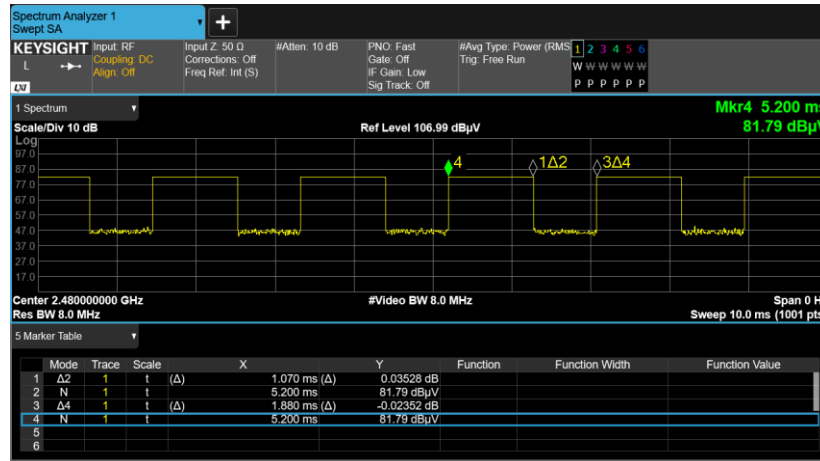 Spectrum Analyzer 1
Swept SA
+
KEYSIGHT Input: RF Input Z: 50 Ω #Atten: 10 dB PNO: Fast #Avg Type: Power (RMS 1 2 3 4 5 6
L Coupling: DC Corrections: Off Gate: Off Trig: Free Run W W W W W W
Align: Off Freq Ref: Int (S) IF Gain: Low
LXI Sig Track: Off P P P P P P
1 Spectrum Mkr4 5.200 ms
Scale/Div 10 dB Ref Level 106.99 dBµV 81.79 dBµV
Log
97.0
87.0 4 1Δ2 3Δ4
77.0
67.0
57.0
47.0
37.0
27.0
17.0
Center 2.480000000 GHz #Video BW 8.0 MHz Span 0 H
Res BW 8.0 MHz Sweep 10.0 ms (1001 pts
5 Marker Table
Mode Trace Scale X Y Function Function Width Function Value
1 Δ2 1 t (Δ) 1.070 ms (Δ) 0.03528 dB
2 N 1 t 5.200 ms 81.79 dBµV
3 Δ4 1 t (Δ) 1.880 ms (Δ) -0.02352 dB
4 N 1 t 5.200 ms 81.79 dBµV
5
6